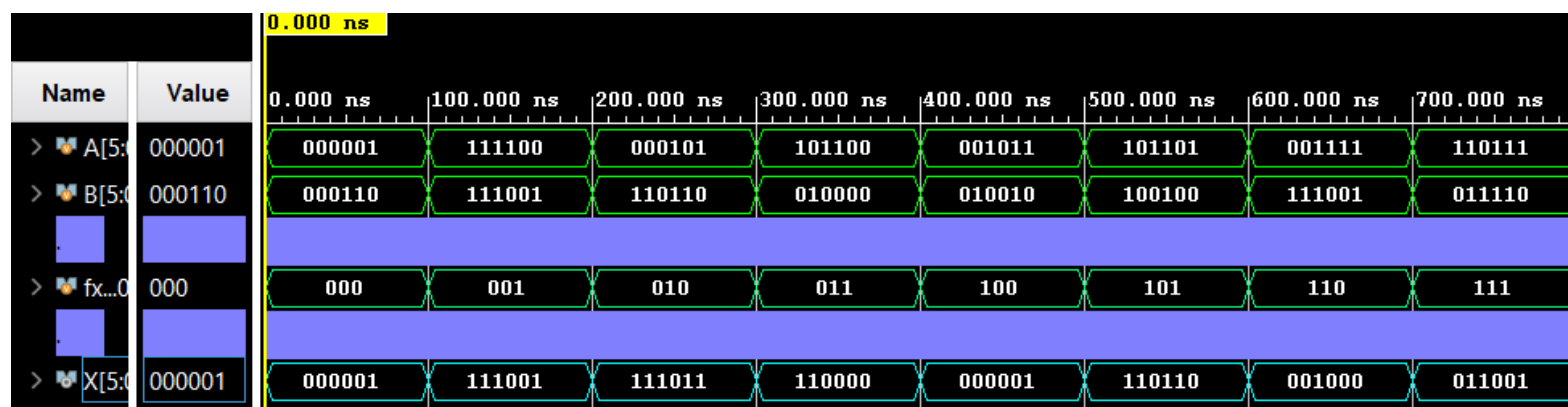 0.000 ns
Name Value 0.000 ns 100.000 ns 200.000 ns 300.000 ns 400.000 ns 500.000 ns 600.000 ns 700.000 ns
A[5:0 000001 000001 111100 000101 101100 001011 101101 001111 110111
B[5:0 000110 000110 111001 110110 010000 010010 100100 111001 011110
.
fx...0 000 000 001 010 011 100 101 110 111
.
X[5:0 000001 000001 111001 111011 110000 000001 110110 001000 011001